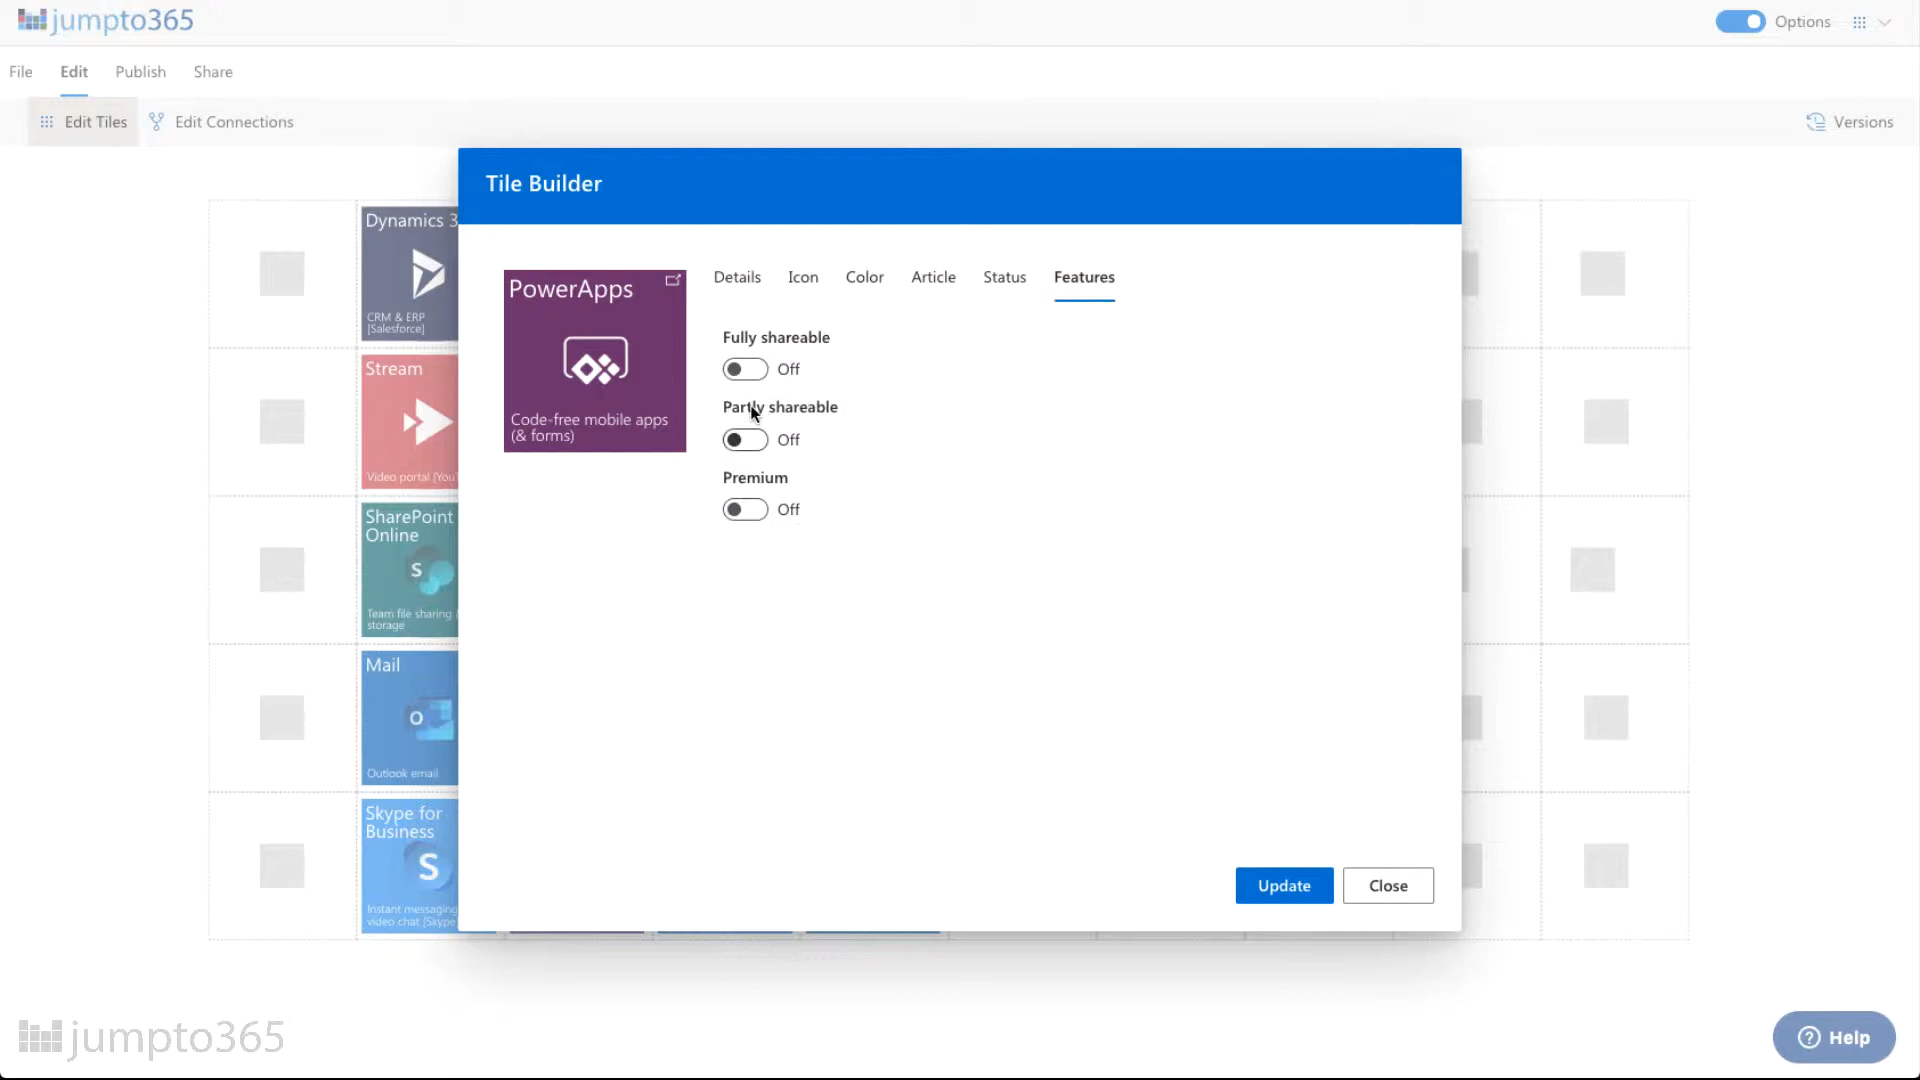 jumpto365
Options
File Edit Publish Share
Edit Tiles Edit Connections
Versions
Tile Builder
Dynamics 3
CRM & ERP
[Salesforce]
Stream
Video portal [You
SharePoint
Online
S
Team file sharing
storage
Mail
O
Outlook email
Skype for
Business
S
Instant messaging
video chat [Skype
PowerApps
Code-free mobile apps
(& forms)
Details Icon Color Article Status Features
Fully shareable
Off
Partly shareable
Off
Premium
Off
Update Close
jumpto365
? Help